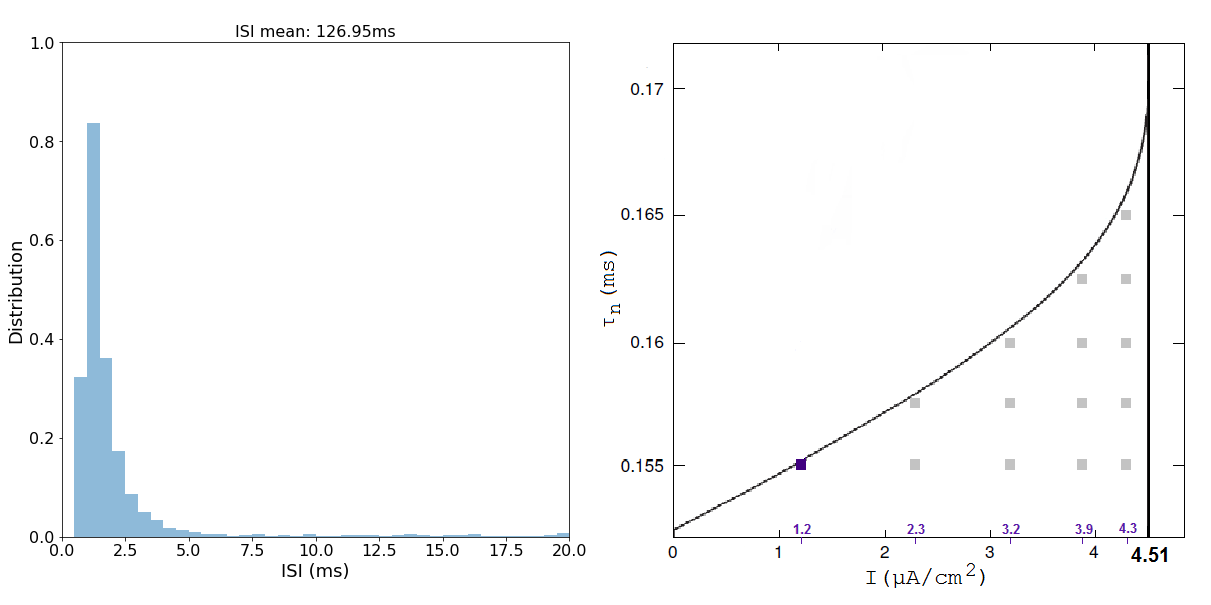 ISI mean: 126.95ms
1.0
0.8
0.6
0.4
0.2
0.0
Distribution
0.0 2.5 5.0 7.5 10.0 12.5 15.0 17.5 20.0
ISI (ms)
0.17
0.165
0.16
0.155
τn (ms)
1.2 2.3 3.2 3.9 4.3
0 1 2 3 4 4.51
I(μA/cm²)